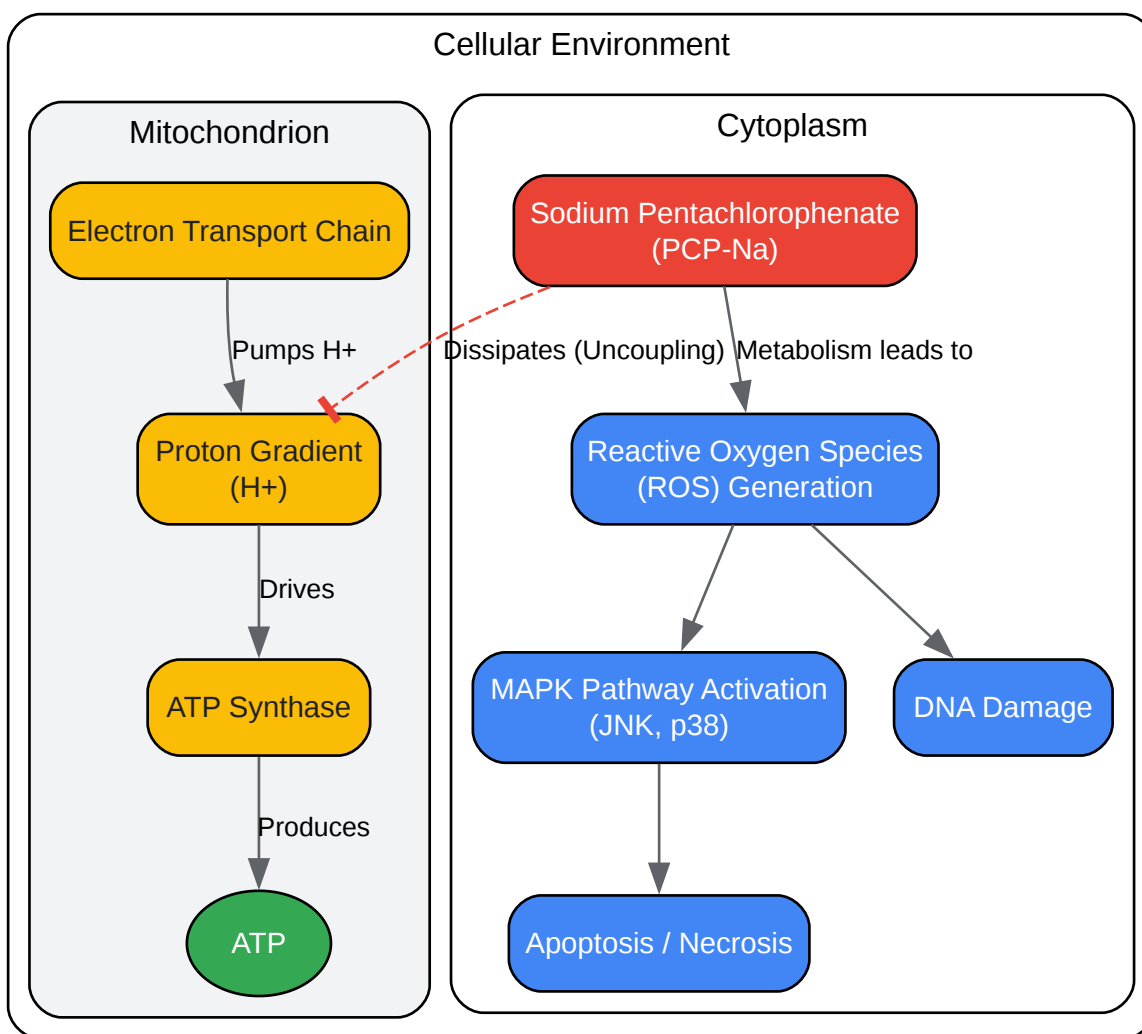 Cellular Environment
Mitochondrion
Electron Transport Chain
Pumps H+
Proton Gradient
(H+)
Drives
ATP Synthase
Produces
ATP
Cytoplasm
Sodium Pentachlorophenate
(PCP-Na)
Dissipates (Uncoupling)
Metabolism leads to
Reactive Oxygen Species
(ROS) Generation
MAPK Pathway Activation
(JNK, p38)
DNA Damage
Apoptosis / Necrosis